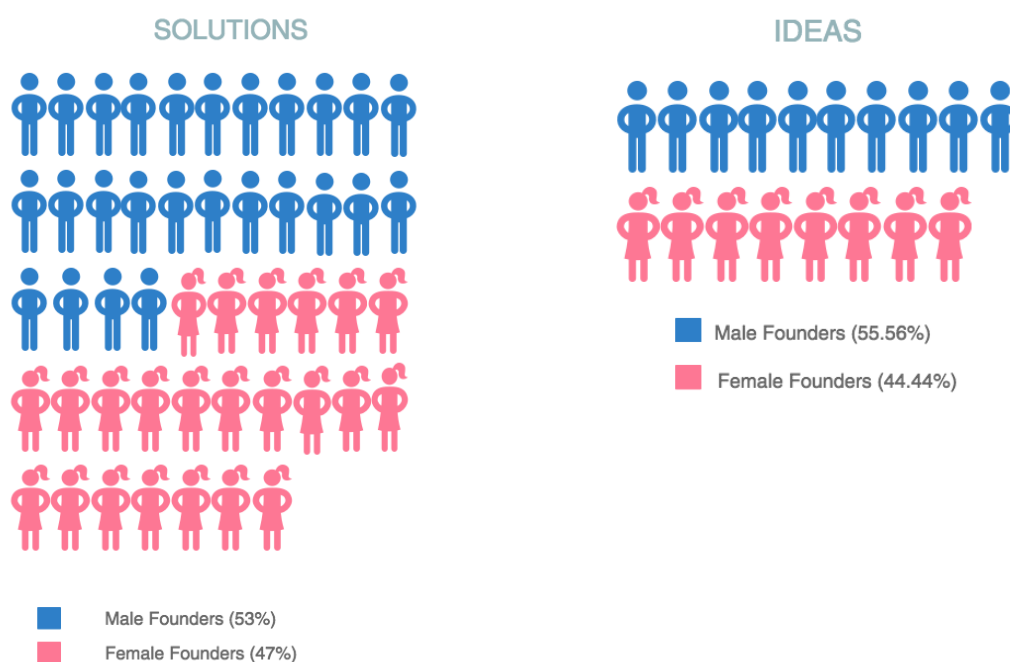 SOLUTIONS
Male Founders (53%)
Female Founders (47%)
IDEAS
Male Founders (55.56%)
Female Founders (44.44%)